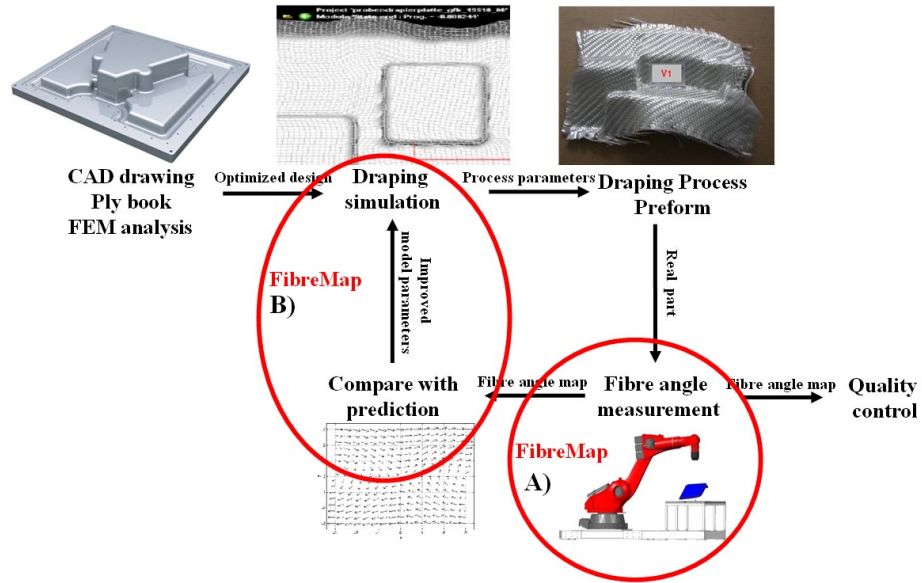 Project "probendrapierplatte_gfk_19510_04"
V1
CAD drawing
Ply book
FEM analysis
Optimized design
Draping
simulation
Process parameters
Draping Process
Preform
Improved
model parameters
Real part
FibreMap
B)
Compare with
prediction
Fibre angle map
Fibre angle
measurement
Fibre angle map
Quality
control
FibreMap
A)